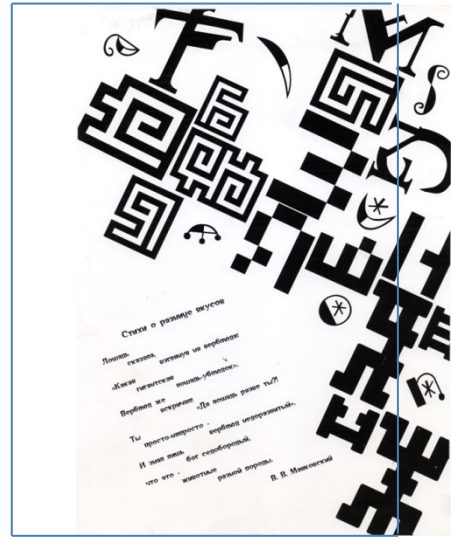 Стихи о разнице вкусов
Лошадь
сказала, взглянув на верблюда:
«Какая
гигантская лошадь-ублюдок».
Верблюд же
вскричал: «Да лошадь разве ты?!
Ты
просто-напросто - верблюд недоразвитый».
И знал лишь
бог седобородый,
что это -
животные разной породы.
В. В. Маяковский